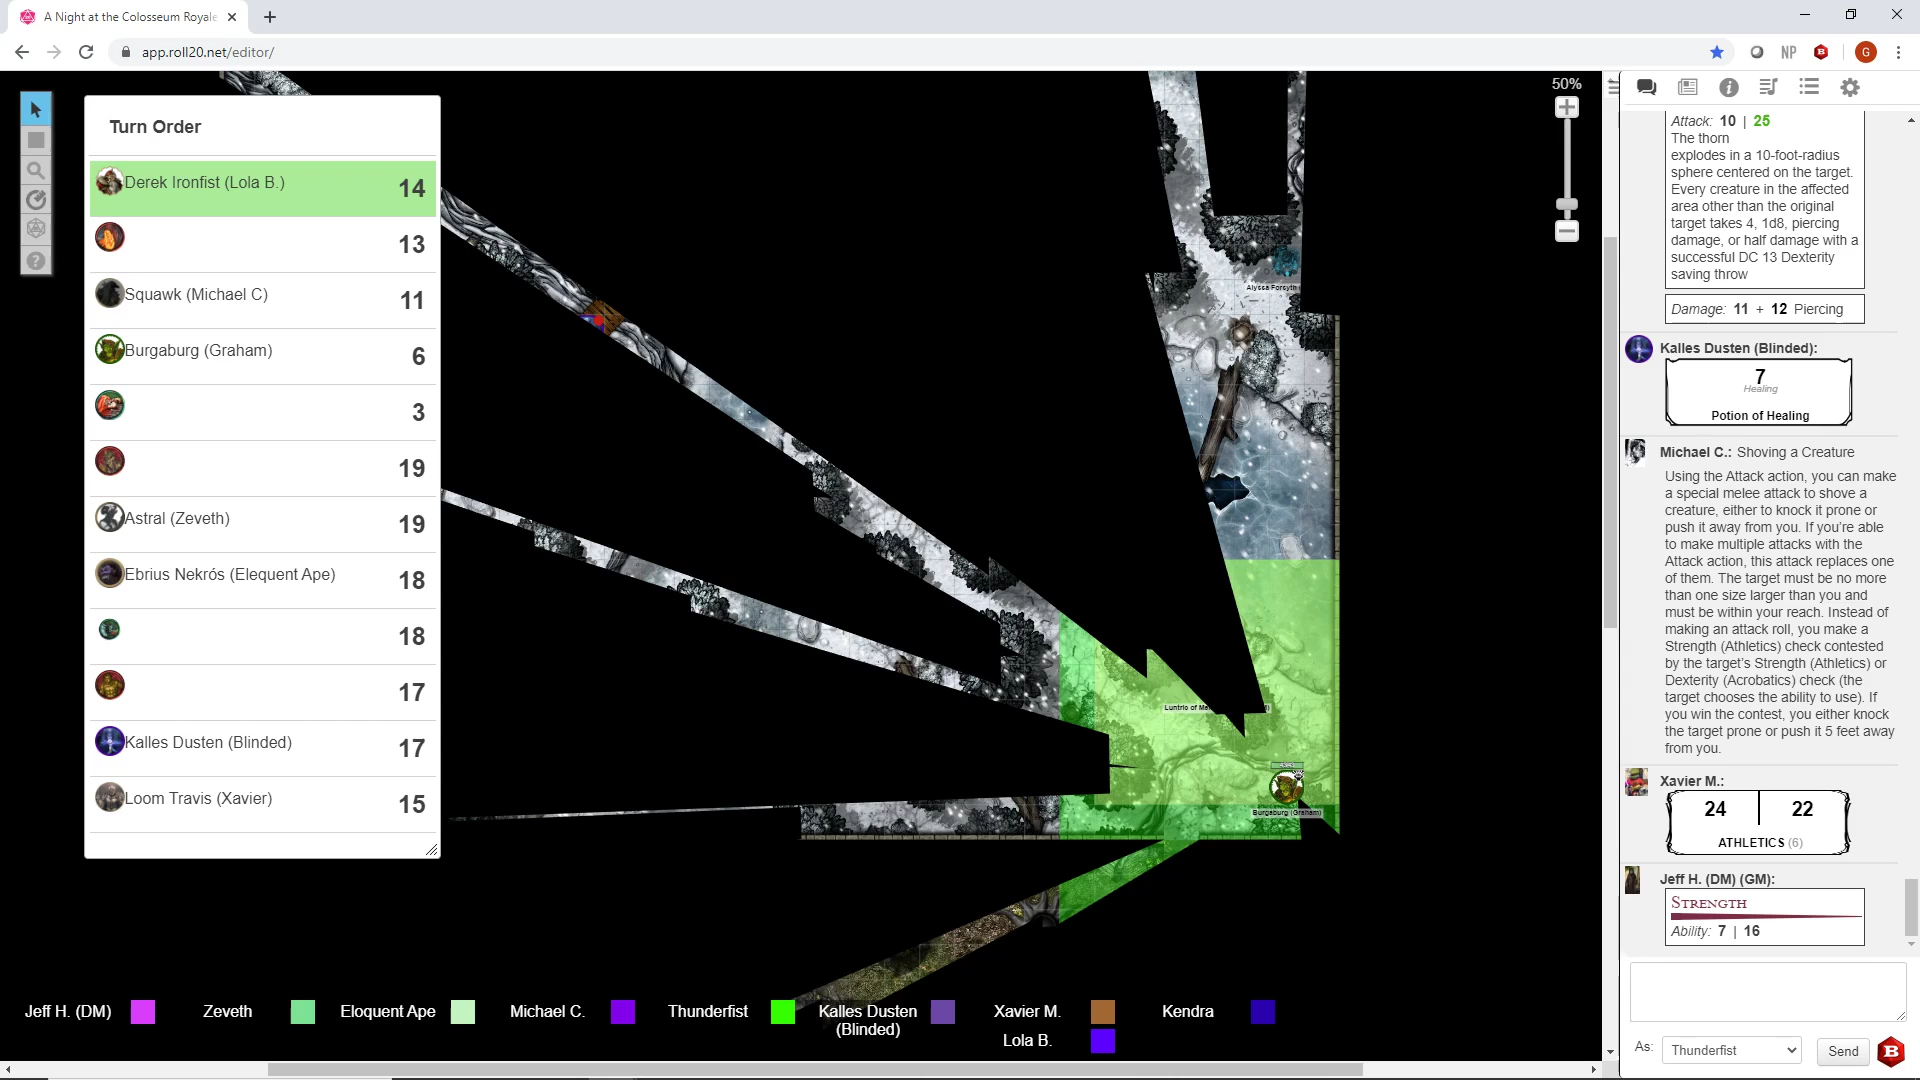 A Night at the Colosseum Royale
app.roll20.net/editor/
NP
G
50%
Turn Order
Derek Ironfist (Lola B.) 14
13
Squawk (Michael C) 11
Burgaburg (Graham) 6
3
19
Astral (Zeveth) 19
Ebrius Nekrós (Elequent Ape) 18
18
17
Kalles Dusten (Blinded) 17
Loom Travis (Xavier) 15
Alyssa Forsyth
Luntrio of
Burgaburg (Graham)
Jeff H. (DM)
Zeveth
Eloquent Ape
Michael C.
Thunderfist
Kalles Dusten
(Blinded)
Xavier M.
Kendra
Lola B.
Attack: 10 | 25
The thorn
explodes in a 10-foot-radius
sphere centered on the target.
Every creature in the affected
area other than the original
target takes 4, 1d8, piercing
damage, or half damage with a
successful DC 13 Dexterity
saving throw
Damage: 11 + 12 Piercing
Kalles Dusten (Blinded):
7
Healing
Potion of Healing
Michael C.: Shoving a Creature
Using the Attack action, you can make
a special melee attack to shove a
creature, either to knock it prone or
push it away from you. If you're able
to make multiple attacks with the
Attack action, this attack replaces one
of them. The target must be no more
than one size larger than you and
must be within your reach. Instead of
making an attack roll, you make a
Strength (Athletics) check contested
by the target's Strength (Athletics) or
Dexterity (Acrobatics) check (the
target chooses the ability to use). If
you win the contest, you either knock
the target prone or push it 5 feet away
from you.
Xavier M.:
24 | 22
ATHLETICS (6)
Jeff H. (DM) (GM):
STRENGTH
Ability: 7 | 16
As: Thunderfist Send B